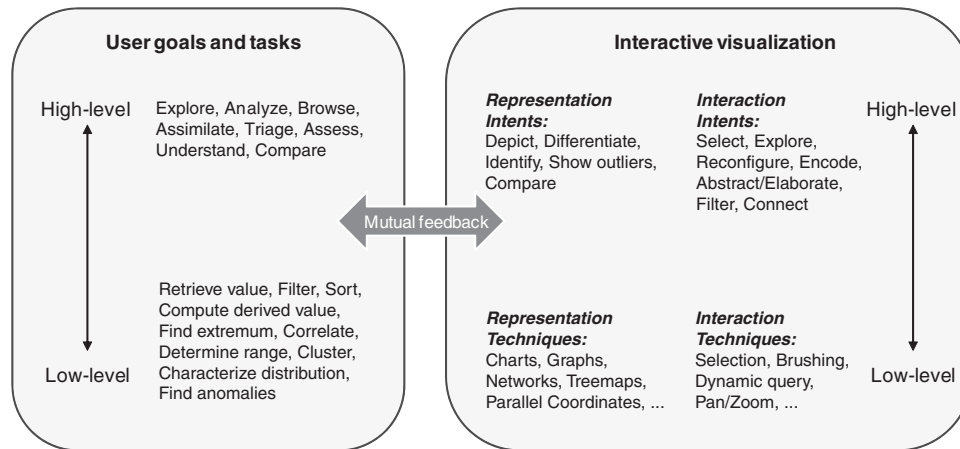 User goals and tasks
High-level
Explore, Analyze, Browse,
Assimilate, Triage, Assess,
Understand, Compare
Retrieve value, Filter, Sort,
Compute derived value,
Find extremum, Correlate,
Determine range, Cluster,
Characterize distribution,
Find anomalies
Low-level
Mutual feedback
Interactive visualization
Representation
Intents:
Depict, Differentiate,
Identify, Show outliers,
Compare
Interaction
Intents:
Select, Explore,
Reconfigure, Encode,
Abstract/Elaborate,
Filter, Connect
High-level
Representation
Techniques:
Charts, Graphs,
Networks, Treemaps,
Parallel Coordinates, ...
Interaction
Techniques:
Selection, Brushing,
Dynamic query,
Pan/Zoom, ...
Low-level